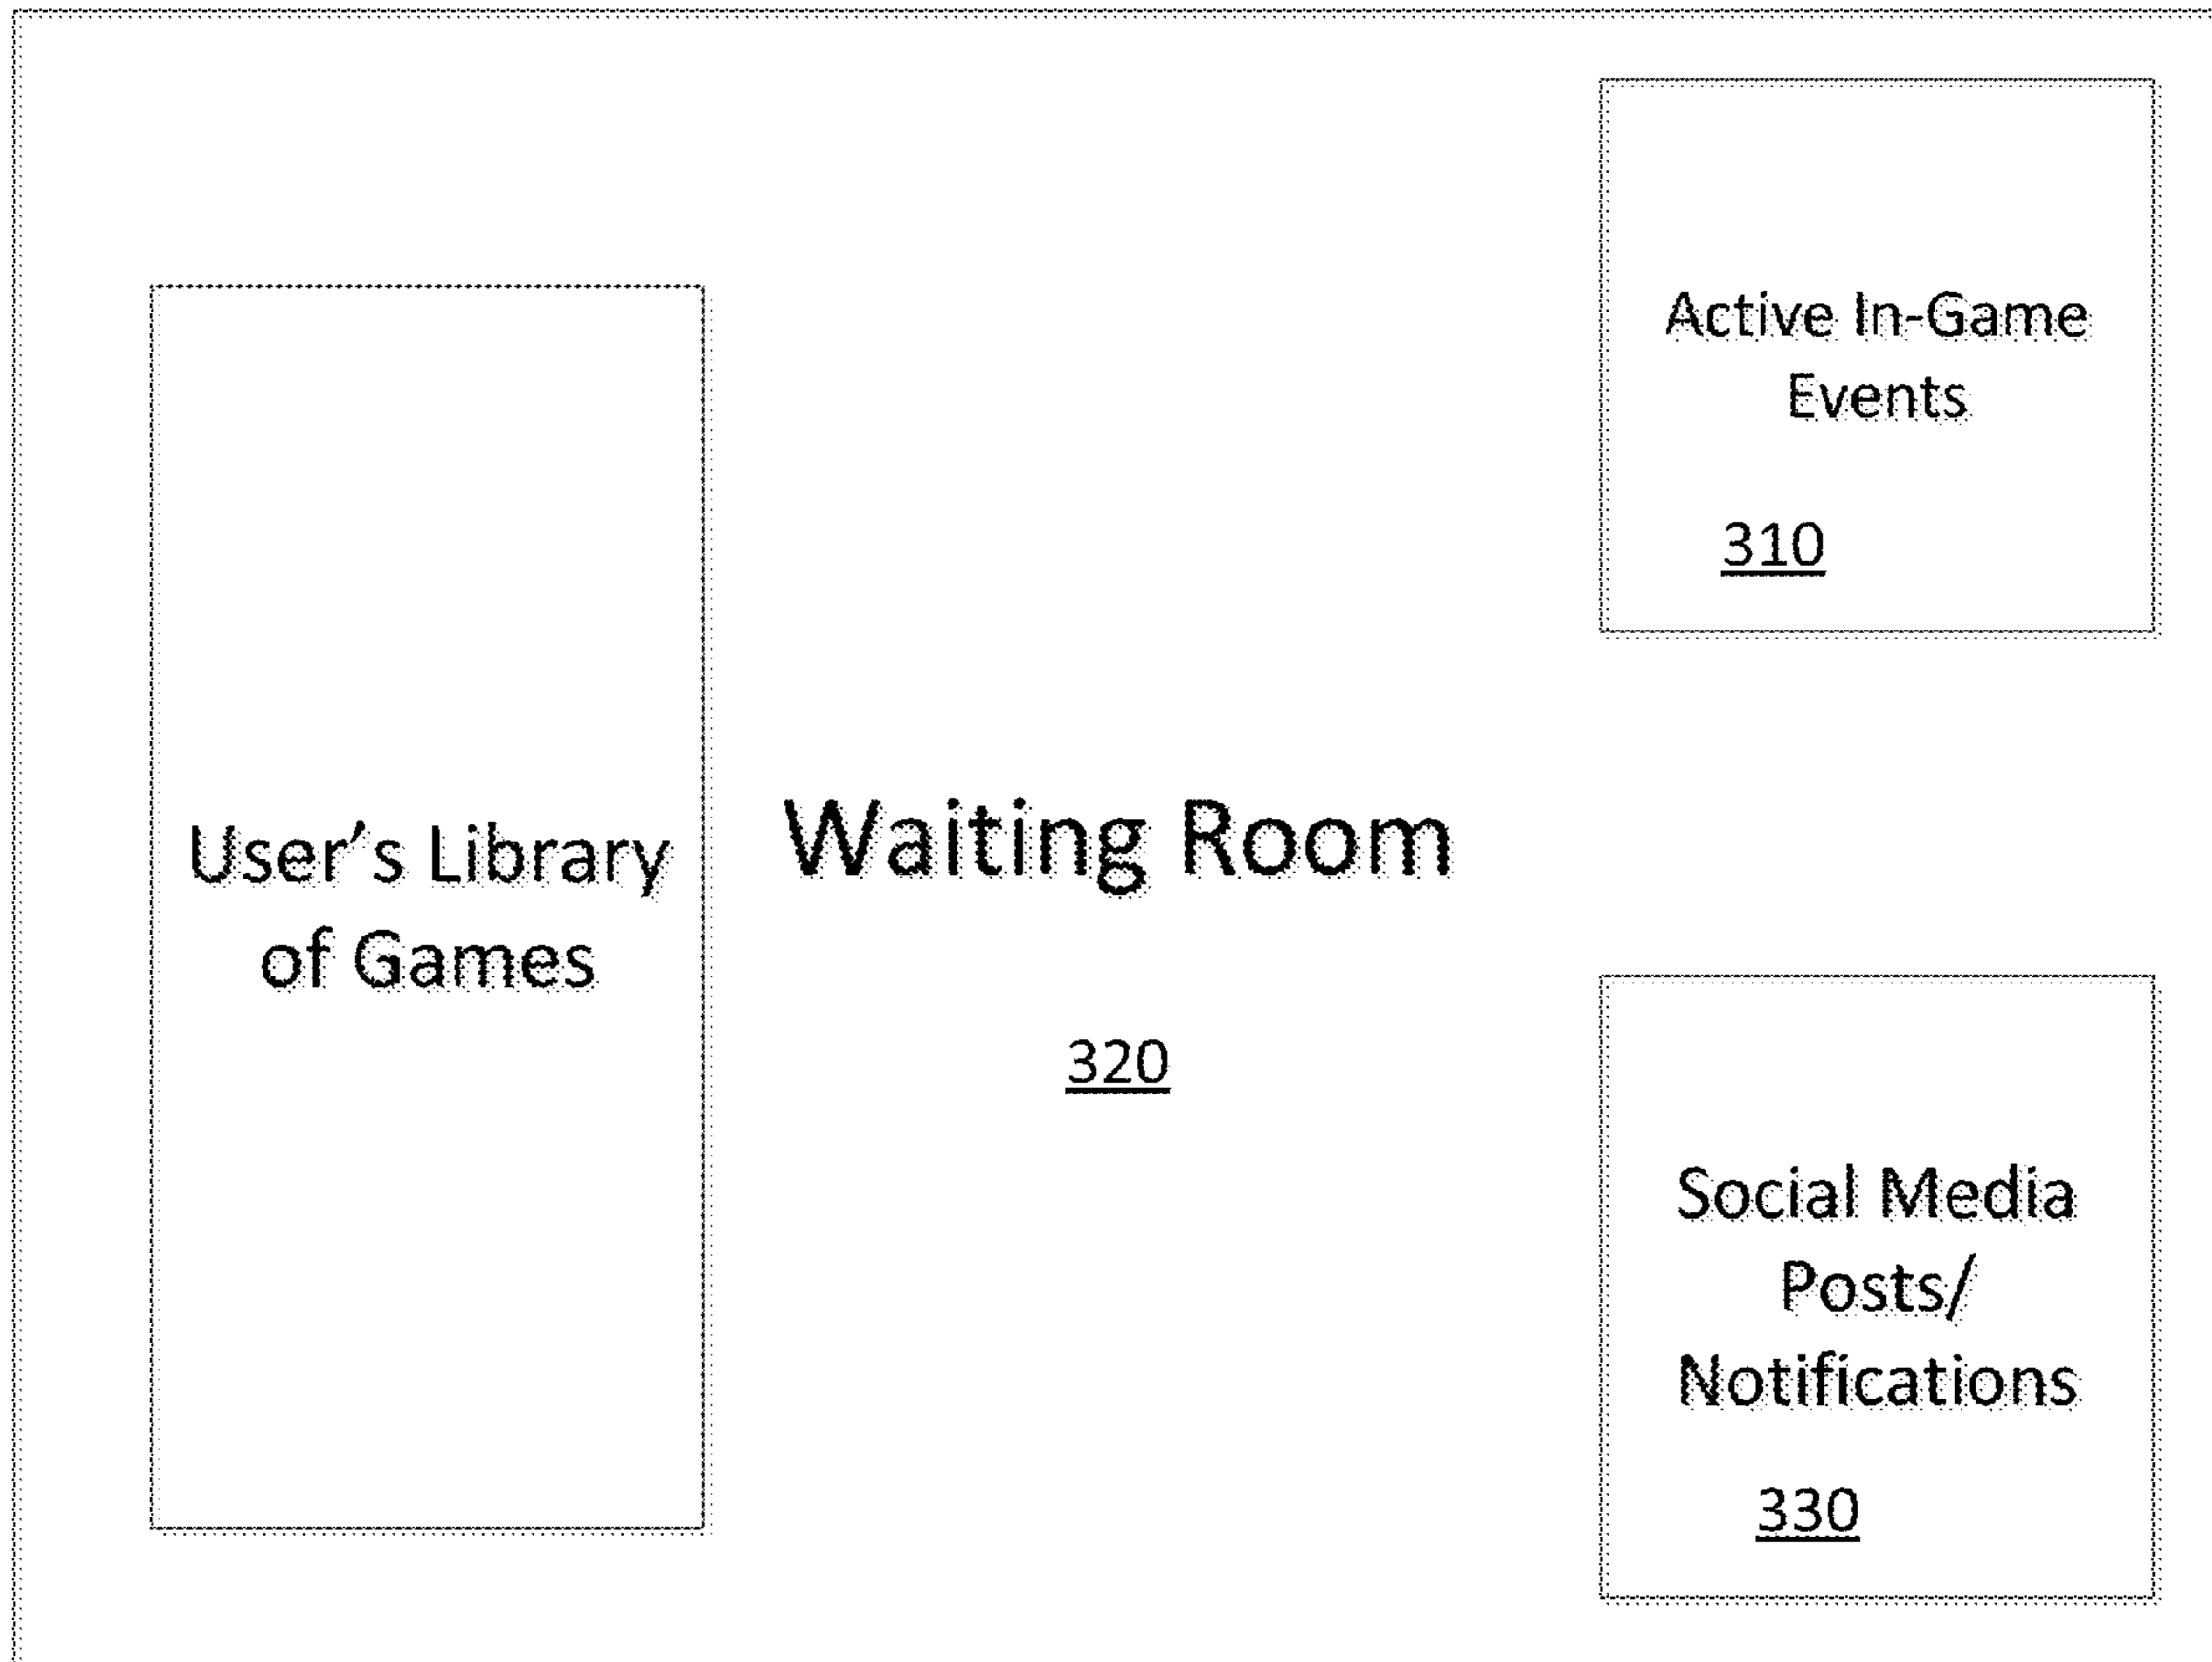 User’s Library
of Games
Waiting Room
320
Active In-Game
Events
310
Social Media
Posts/
Notifications
330